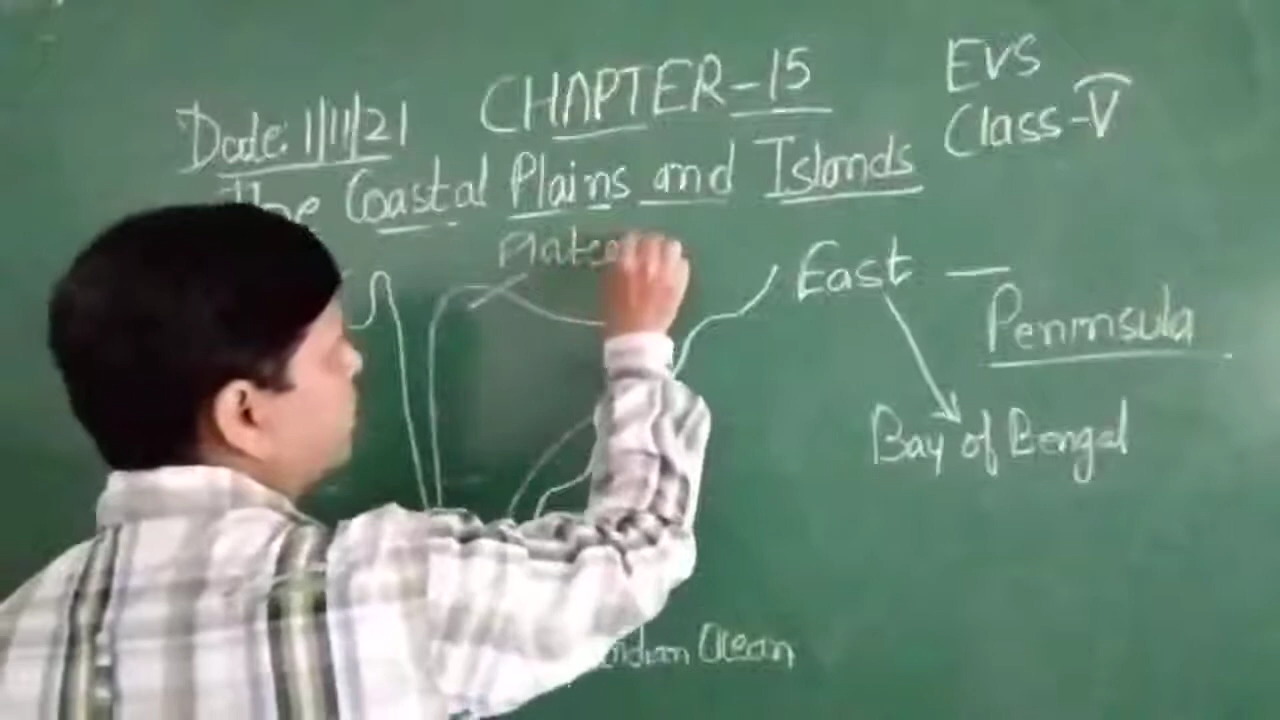 EVS
CHAPTER-15
Class-V
Date: 1/11/21
The Coastal Plains and Islands
East —
Peninsula
Bay of Bengal
Indian Ocean